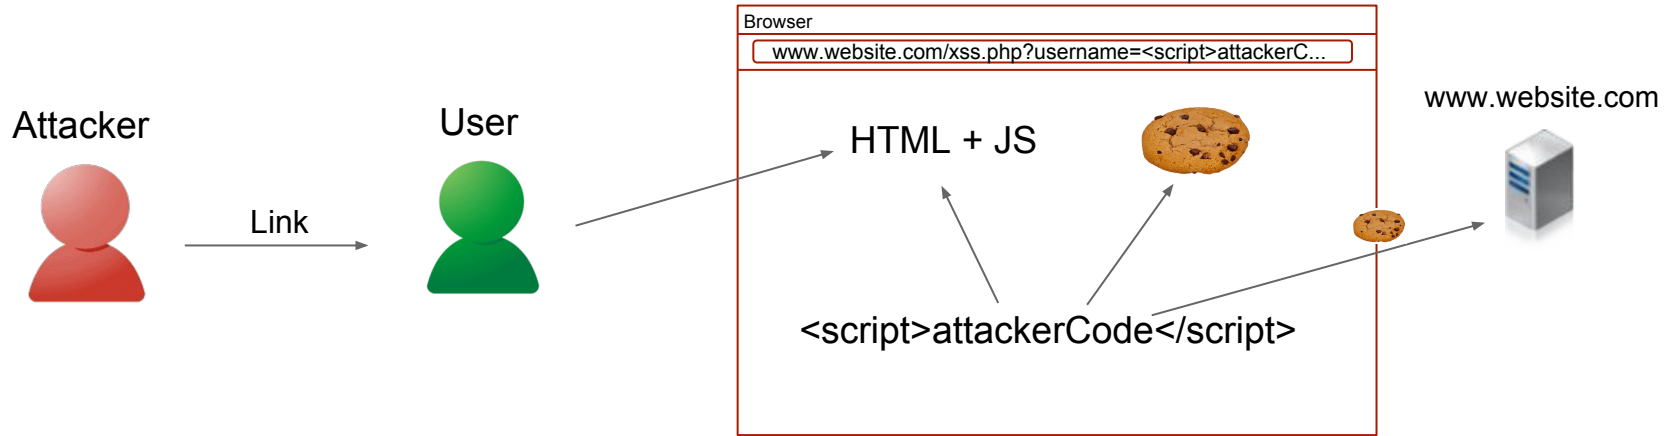 Browser
www.website.com/xss.php?username=<script>attackerC...
www.website.com
Attacker
User
HTML + JS
Link
<script>attackerCode</script>